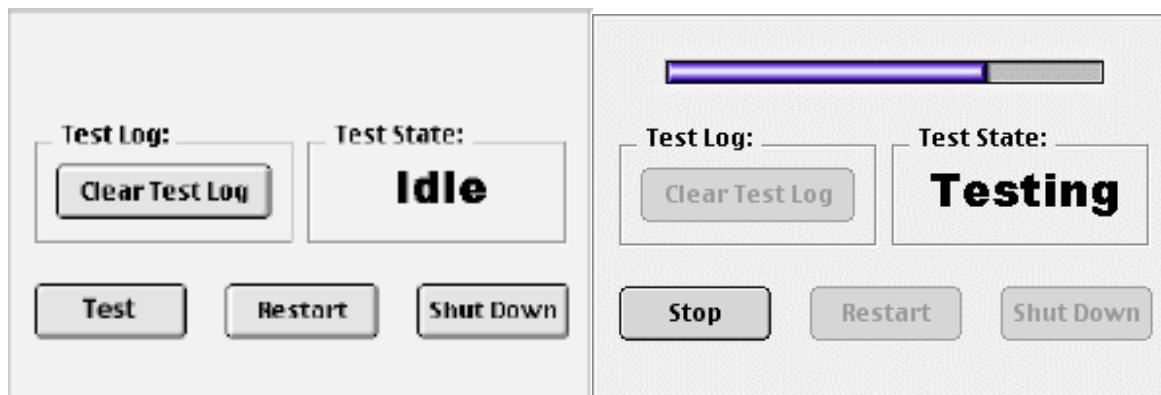 Test Log:
Test State:
Clear Test Log
Idle
Test
Restart
Shut Down
Test Log:
Test State:
Clear Test Log
Testing
Stop
Restart
Shut Down